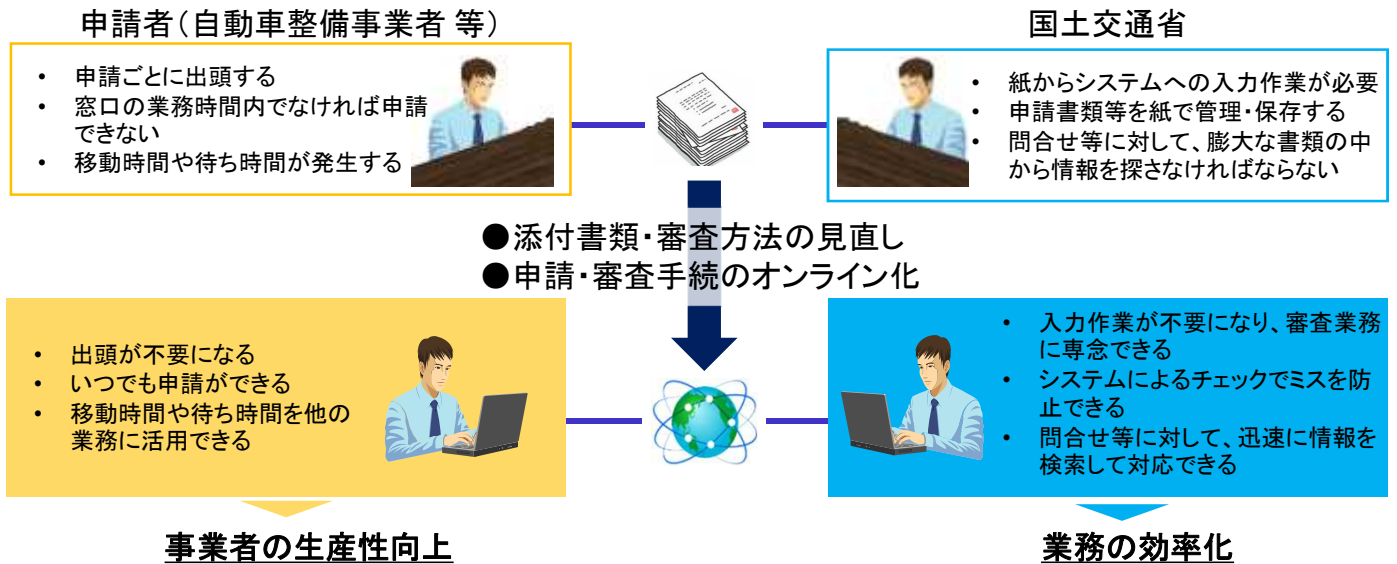 申請者(自動車整備事業者 等)
国土交通省
• 申請ごとに出頭する
• 窓口の業務時間内でなければ申請
できない
• 移動時間や待ち時間が発生する
• 紙からシステムへの入力作業が必要
• 申請書類等を紙で管理・保存する
• 問合せ等に対して、膨大な書類の中
から情報を探さなければならない
●添付書類・審査方法の見直し
●申請・審査手続のオンライン化
• 出頭が不要になる
• いつでも申請ができる
• 移動時間や待ち時間を他の
業務に活用できる
• 入力作業が不要になり、審査業務
に専念できる
• システムによるチェックでミスを防
止できる
• 問合せ等に対して、迅速に情報を
検索して対応できる
事業者の生産性向上
業務の効率化